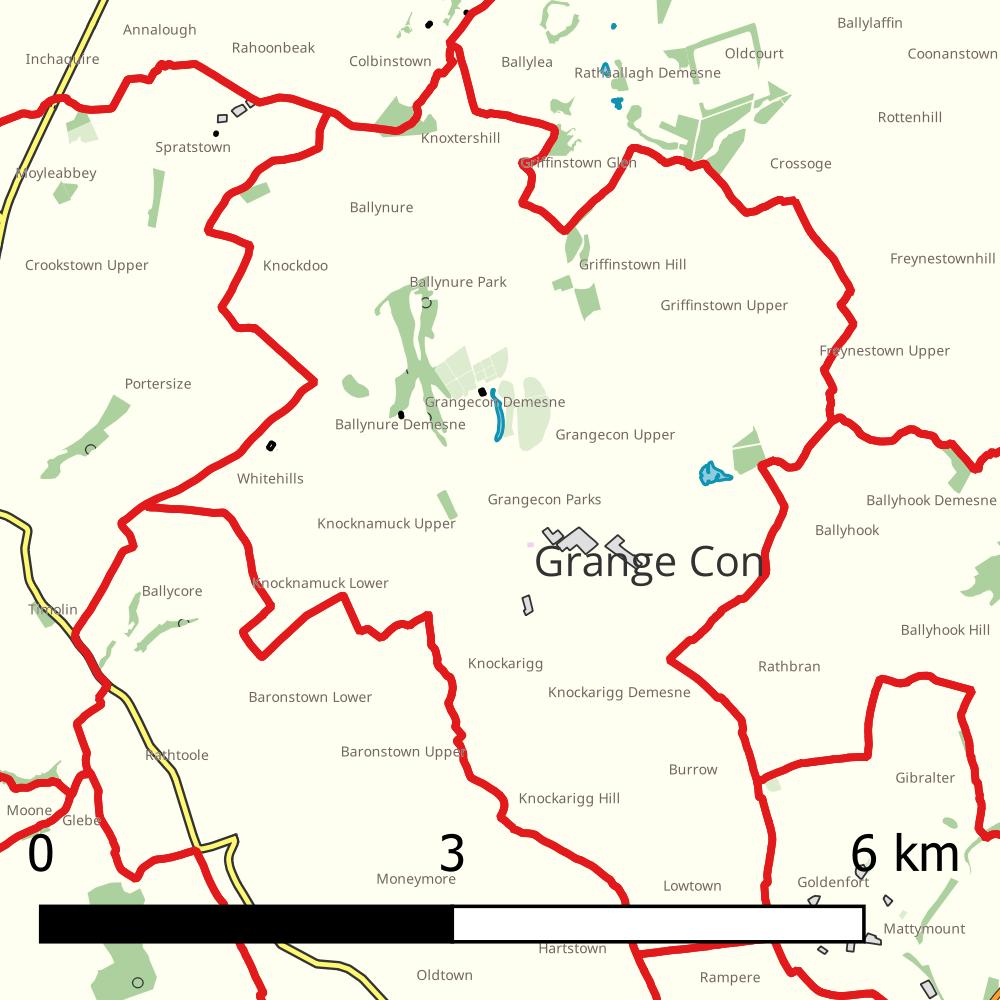 Ballylaffin
Annalough
Rahoonbeak
Oldcourt
Coonanstown
Inchaquire
Colbinstown
Ballylea
Rathsallagh Demesne
Rottenhill
Knoxtershill
Spratstown
Griffinstown Glen
Crossoge
Moyleabbey
Ballynure
Freynestownhill
Crookstown Upper
Knockdoo
Griffinstown Hill
Ballynure Park
Griffinstown Upper
Freynestown Upper
Portersize
Grangecon Demesne
Ballynure Demesne
Grangecon Upper
Whitehills
Grangecon Parks
Ballyhook Demesne
Knocknamuck Upper
Ballyhook
Grange Con
Knocknamuck Lower
Ballycore
Timolin
Ballyhook Hill
Knockarigg
Rathbran
Knockarigg Demesne
Baronstown Lower
Baronstown Upper
Rathtoole
Burrow
Gibralter
Knockarigg Hill
Moone
Glebe
0 3 6 km
Moneymore
Lowtown
Goldenfort
Mattymount
Hartstown
Oldtown
Rampere